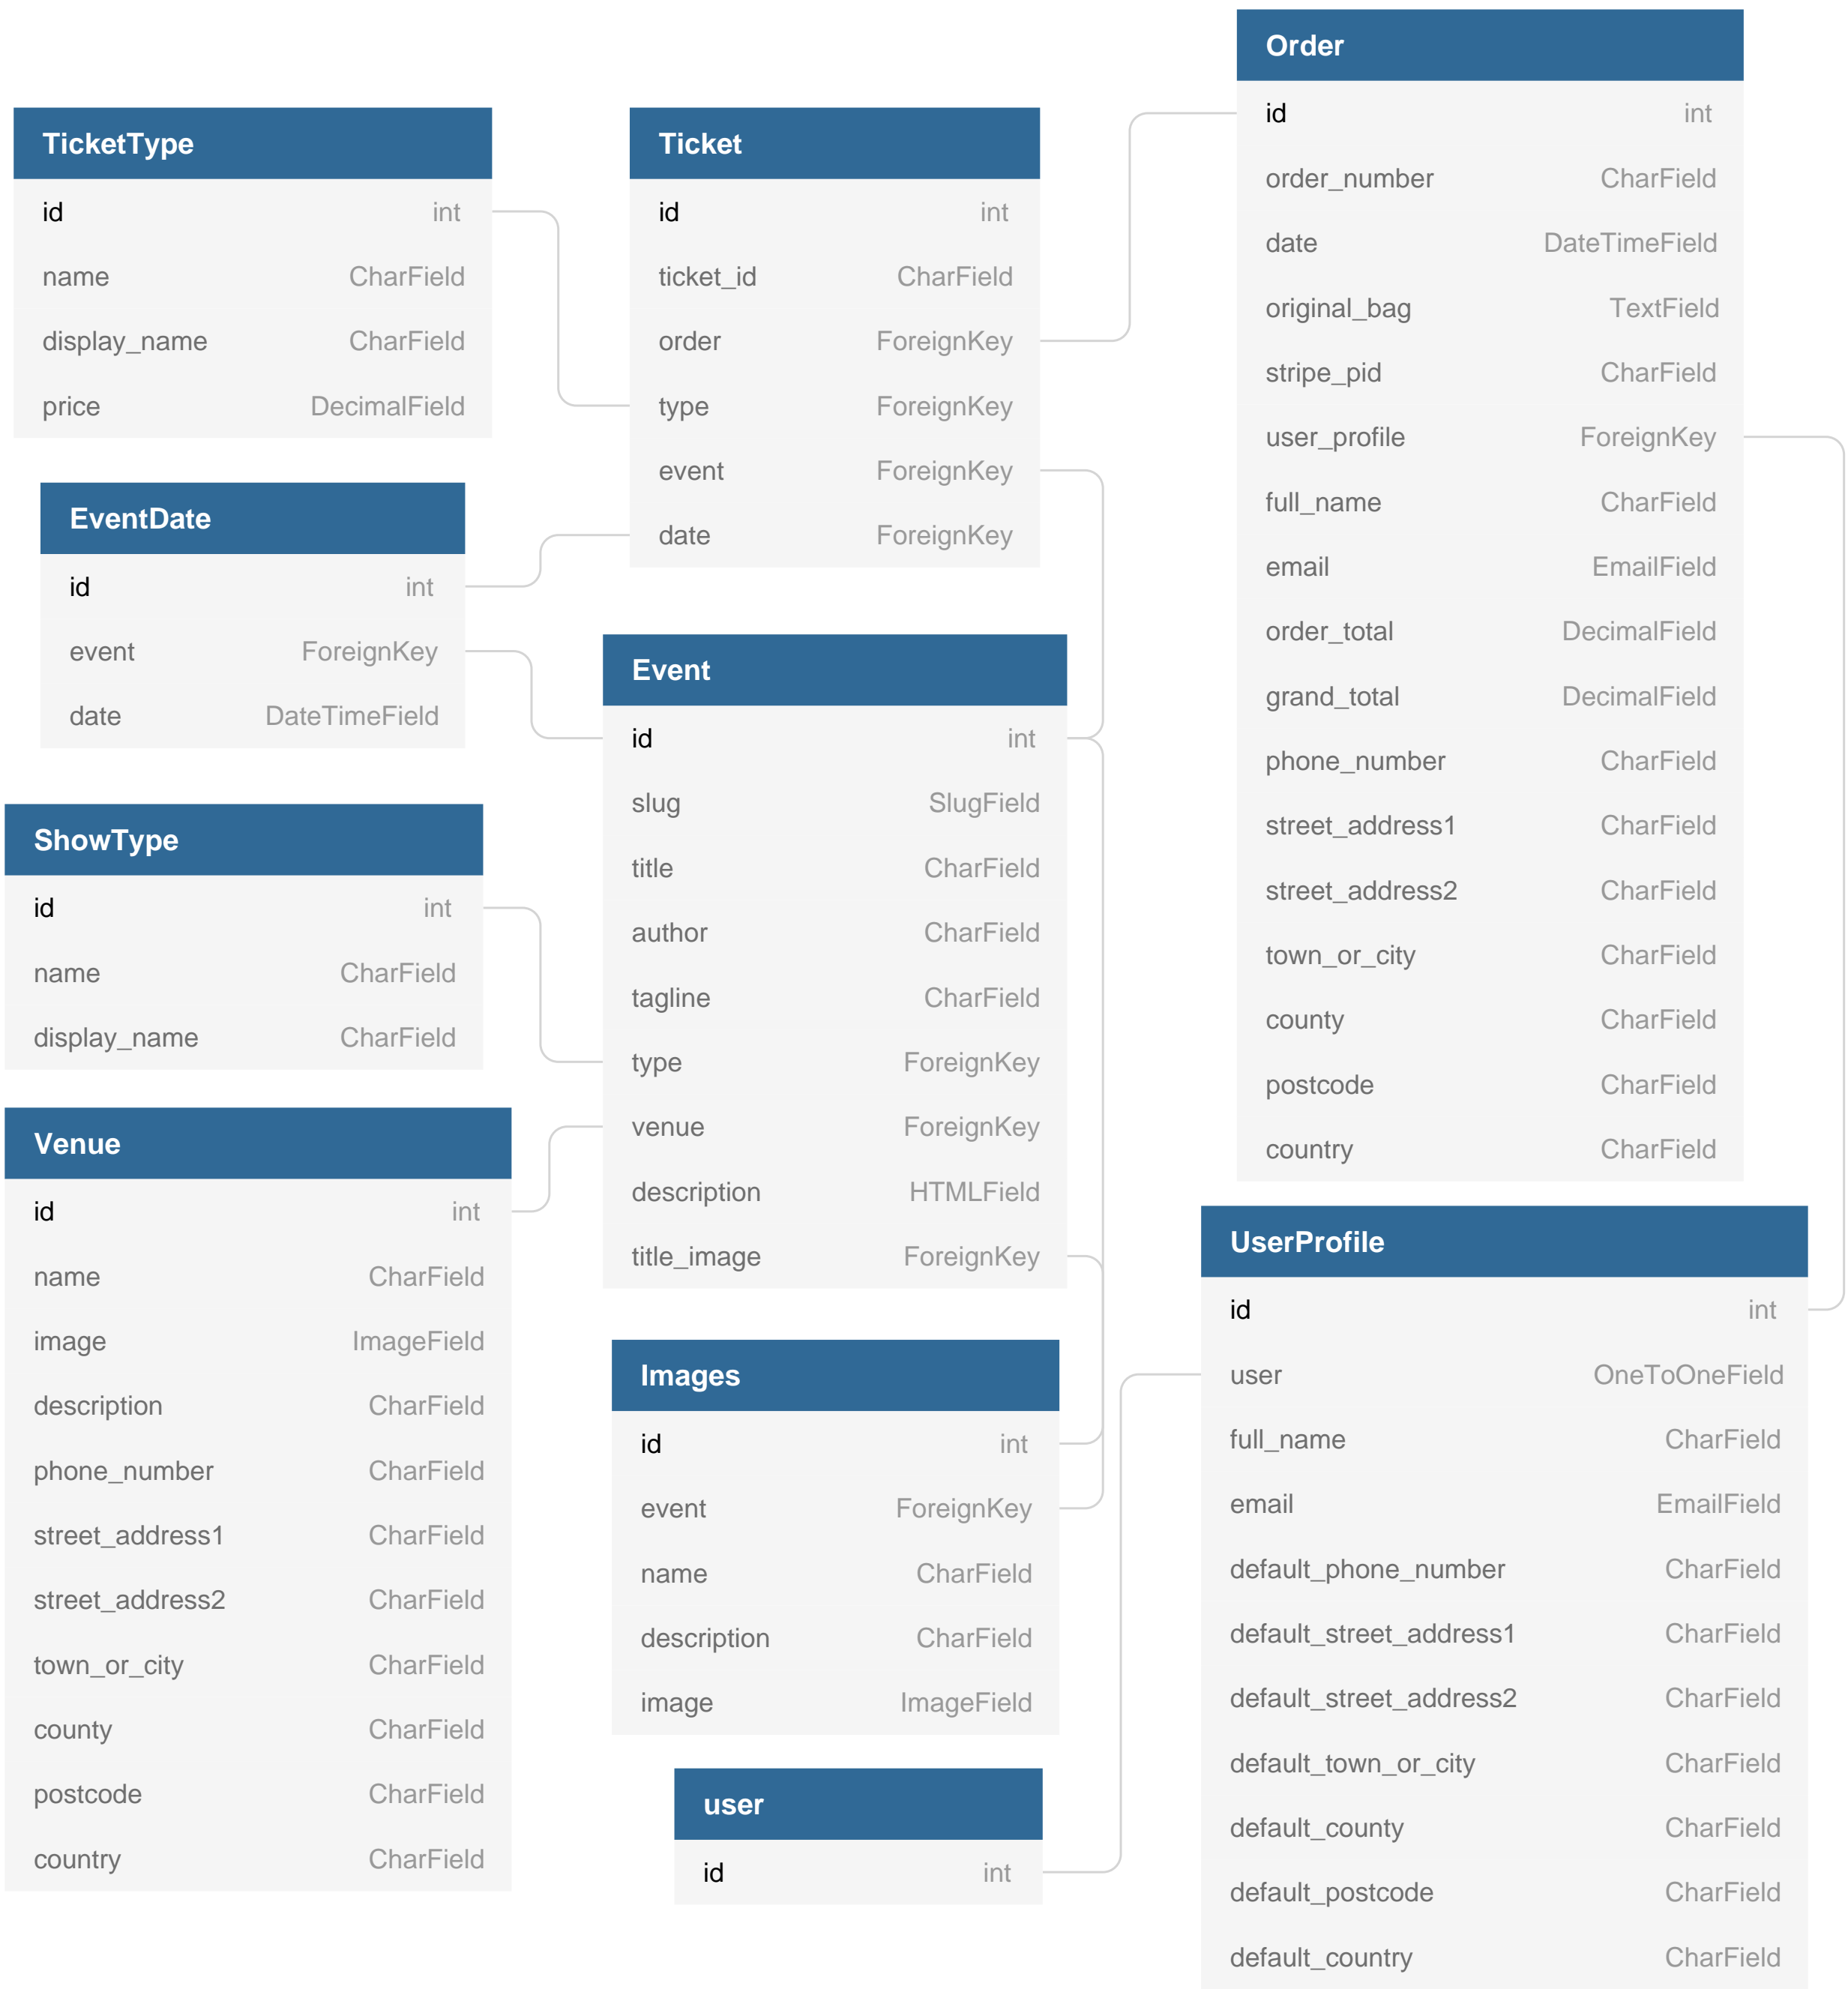 TicketType
id int
name CharField
display_name CharField
price DecimalField
EventDate
id int
event ForeignKey
date DateTimeField
ShowType
id int
name CharField
display_name CharField
Venue
id int
name CharField
image ImageField
description CharField
phone_number CharField
street_address1 CharField
street_address2 CharField
town_or_city CharField
county CharField
postcode CharField
country CharField
Ticket
id int
ticket_id CharField
order ForeignKey
type ForeignKey
event ForeignKey
date ForeignKey
Event
id int
slug SlugField
title CharField
author CharField
tagline CharField
type ForeignKey
venue ForeignKey
description HTMLField
title_image ForeignKey
Images
id int
event ForeignKey
name CharField
description CharField
image ImageField
user
id int
Order
id int
order_number CharField
date DateTimeField
original_bag TextField
stripe_pid CharField
user_profile ForeignKey
full_name CharField
email EmailField
order_total DecimalField
grand_total DecimalField
phone_number CharField
street_address1 CharField
street_address2 CharField
town_or_city CharField
county CharField
postcode CharField
country CharField
UserProfile
id int
user OneToOneField
full_name CharField
email EmailField
default_phone_number CharField
default_street_address1 CharField
default_street_address2 CharField
default_town_or_city CharField
default_county CharField
default_postcode CharField
default_country CharField